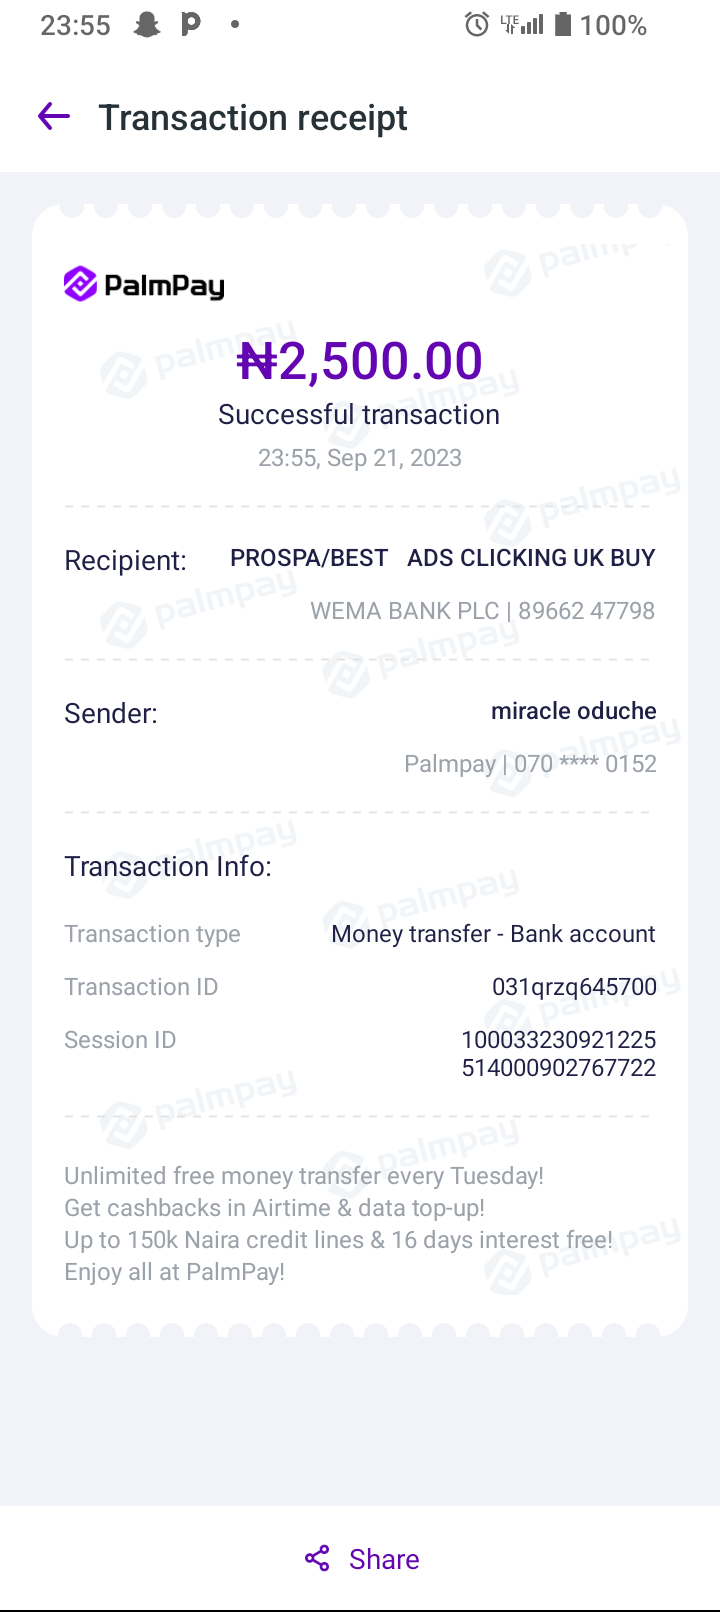 23:55 LTE 100%
Transaction receipt
PalmPay
₦2,500.00
Successful transaction
23:55, Sep 21, 2023
Recipient: PROSPA/BEST ADS CLICKING UK BUY
WEMA BANK PLC | 89662 47798
Sender: miracle oduche
Palmpay | 070 **** 0152
Transaction Info:
Transaction type Money transfer - Bank account
Transaction ID 031qrzq645700
Session ID 100033230921225
514000902767722
Unlimited free money transfer every Tuesday!
Get cashbacks in Airtime & data top-up!
Up to 150k Naira credit lines & 16 days interest free!
Enjoy all at PalmPay!
Share